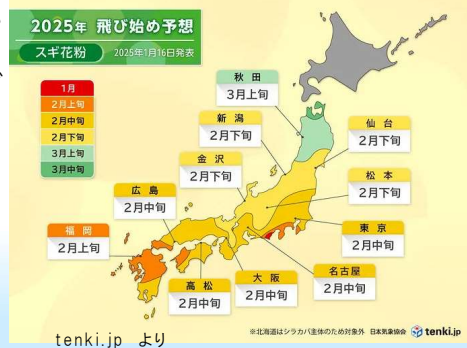 2025年 飛び始め予想
スギ花粉
2025年1月16日発表
1月
2月上旬
2月中旬
2月下旬
3月上旬
3月中旬
秋田
3月上旬
新潟
2月下旬
仙台
2月下旬
金沢
2月下旬
松本
2月下旬
広島
2月中旬
東京
2月中旬
福岡
2月上旬
名古屋
2月中旬
高松
2月中旬
大阪
2月中旬
※北海道はシラカバ主体のため対象外 日本気象協会 tenki.jp
tenki.jp より